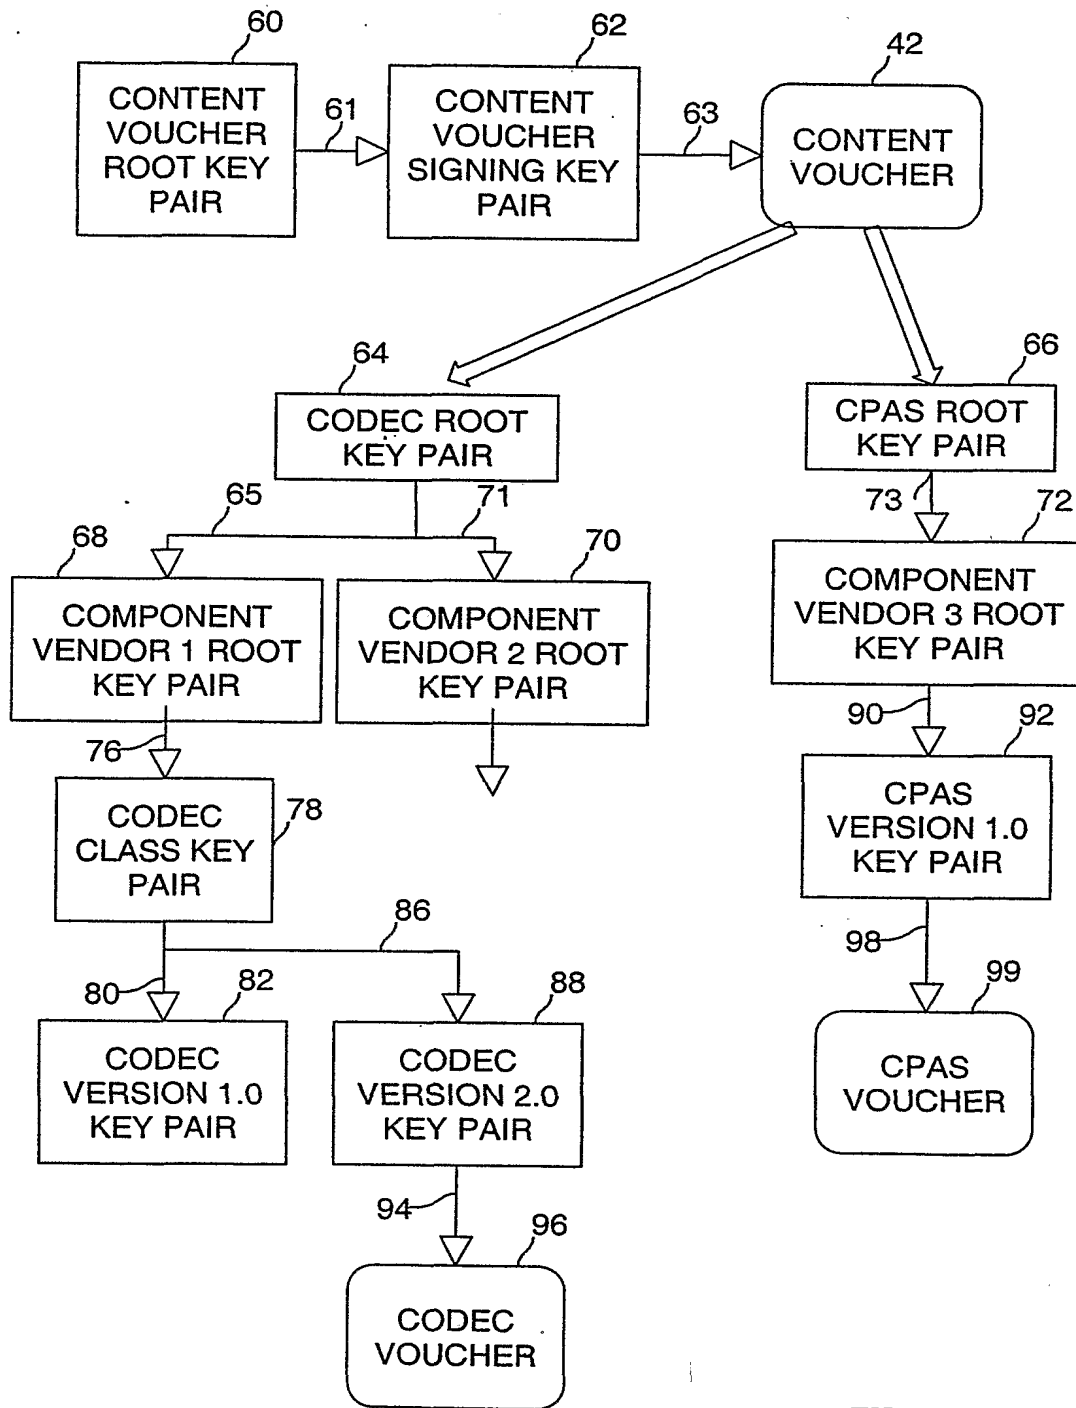 60
62
42
CONTENT
VOUCHER
ROOT KEY
PAIR
61
CONTENT
VOUCHER
SIGNING KEY
PAIR
63
CONTENT
VOUCHER
64
66
CODEC ROOT
KEY PAIR
CPAS ROOT
KEY PAIR
65
71
73
72
68
70
COMPONENT
VENDOR 1 ROOT
KEY PAIR
COMPONENT
VENDOR 2 ROOT
KEY PAIR
COMPONENT
VENDOR 3 ROOT
KEY PAIR
76
90
92
CODEC
CLASS KEY
PAIR
78
CPAS
VERSION 1.0
KEY PAIR
86
98
80
82
88
99
CODEC
VERSION 1.0
KEY PAIR
CODEC
VERSION 2.0
KEY PAIR
CPAS
VOUCHER
94
96
CODEC
VOUCHER